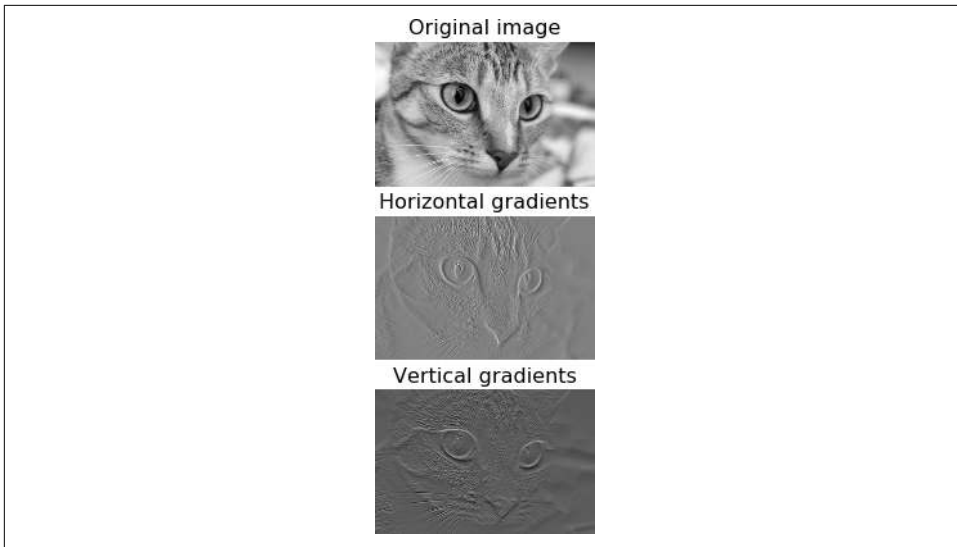 Original image
Horizontal gradients
Vertical gradients